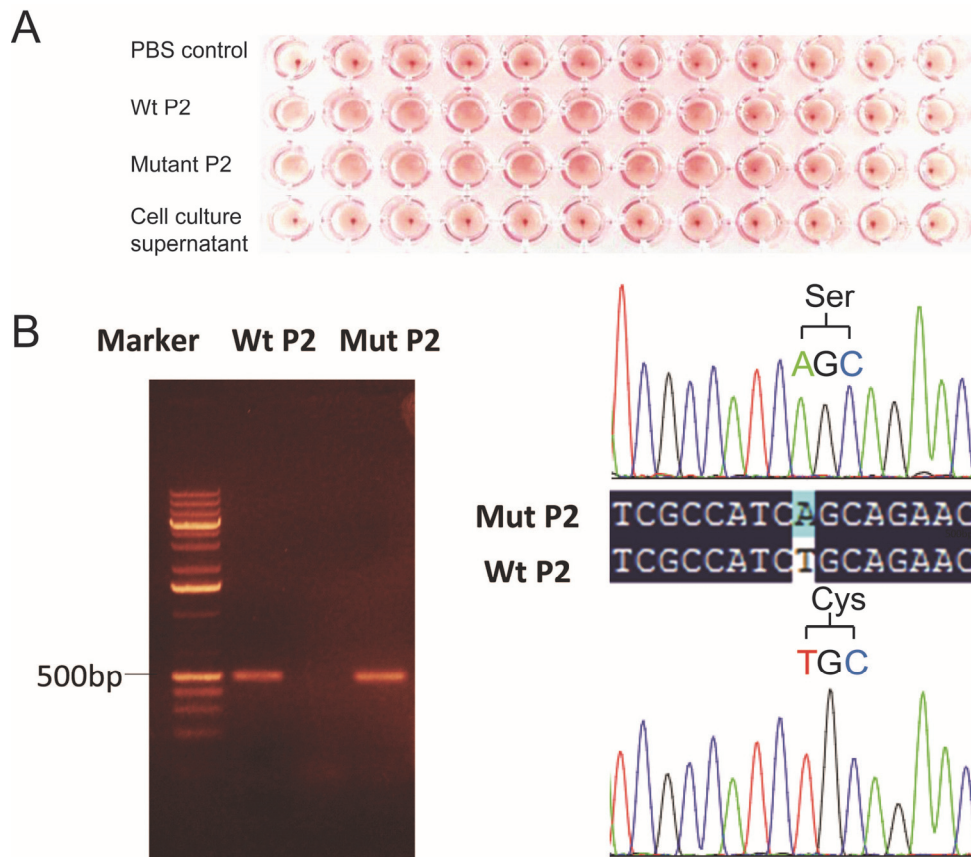 A
PBS control
Wt P2
Mutant P2
Cell culture
supernatant
B
Marker Wt P2 Mut P2
500bp
Ser
AGC
Mut P2 TCGCCATCAGCAGAAC
Wt P2 TCGCCATCTGCAGAAC
Cys
TGC